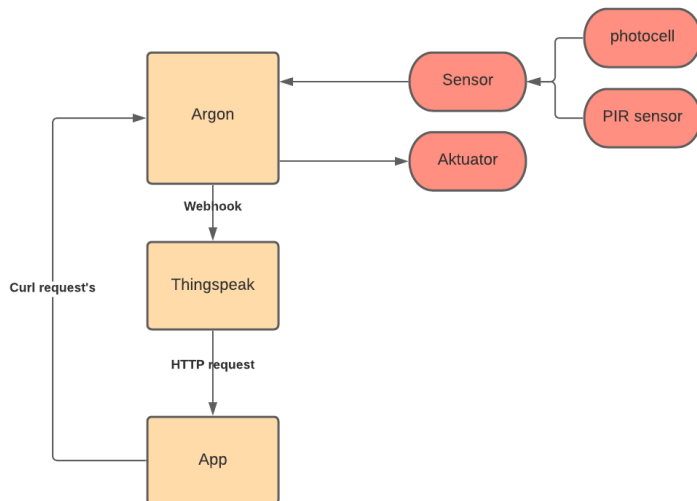 photocell
Sensor
Argon
PIR sensor
Aktuator
Webhook
Thingspeak
Curl request's
HTTP request
App